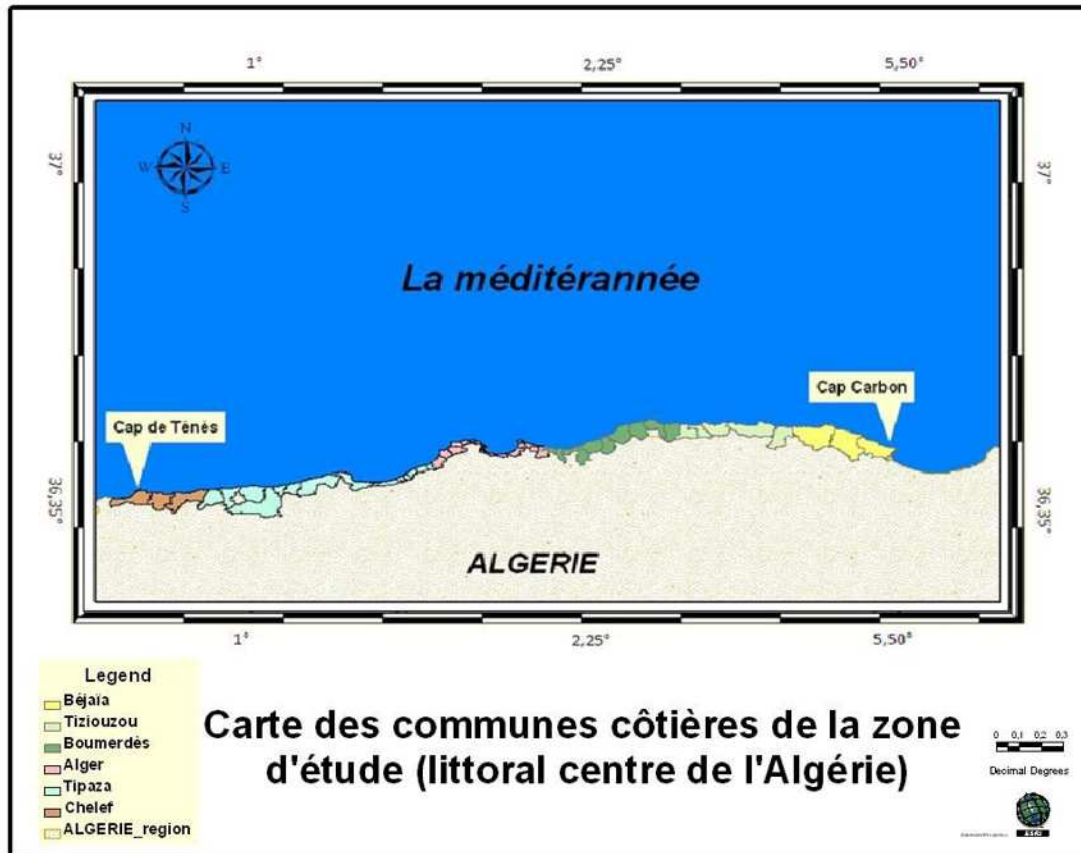 1° 2,25° 5,50°
N
W E
S
37° 37°
La méditérannée
Cap Carbon
Cap de Ténés
36,35° 36,35°
ALGERIE
1° 2,25° 5,50°
Legend
Béjaïa
Tiziouzou
Boumerdès
Alger
Tipaza
Chelef
ALGERIE_region
Carte des communes côtières de la zone
d'étude (littoral centre de l'Algérie)
0 0,1 0,2 0,3
Decimal Degrees